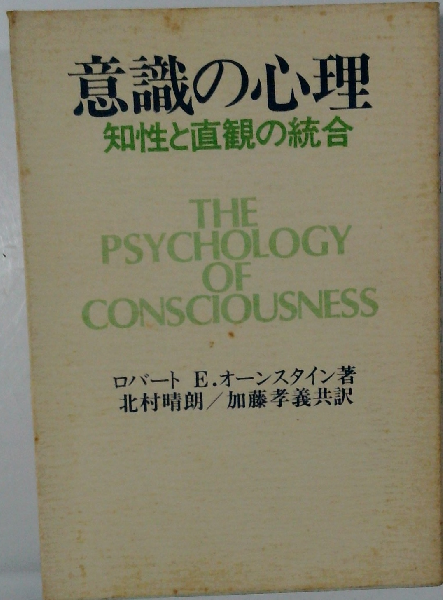 意識の心理
知性と直観の統合
THE
PSYCHOLOGY
OF
CONSCIOUSNESS
ロバート E.オーンスタイン著
北村晴朗／加藤孝義共訳